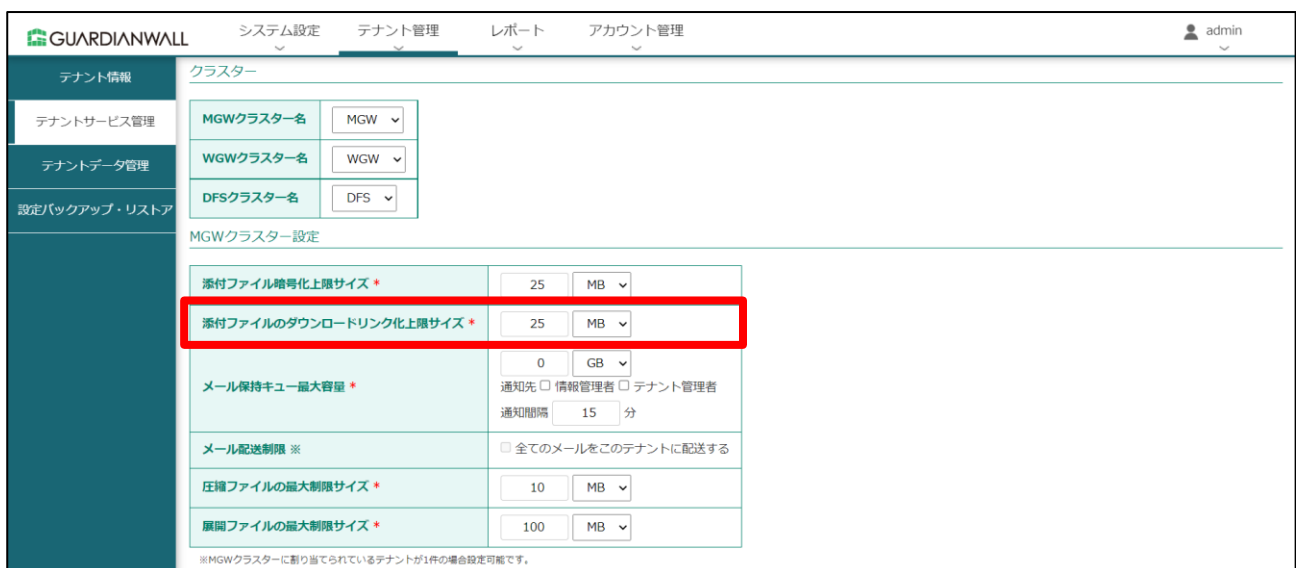 GUARDIANWALL
システム設定 テナント管理 レポート アカウント管理 admin
テナント情報
テナントサービス管理
テナントデータ管理
設定バックアップ・リストア
クラスター
MGWクラスター名 MGW
WGWクラスター名 WGW
DFSクラスター名 DFS
MGWクラスター設定
添付ファイル暗号化上限サイズ * 25 MB
添付ファイルのダウンロードリンク化上限サイズ * 25 MB
メール保持キュー最大容量 * 0 GB
通知先 情報管理者 テナント管理者
通知間隔 15 分
メール配送制限 ※ 全てのメールをこのテナントに配送する
圧縮ファイルの最大制限サイズ * 10 MB
展開ファイルの最大制限サイズ * 100 MB
※MGWクラスターに割り当てられているテナントが1件の場合設定可能です。